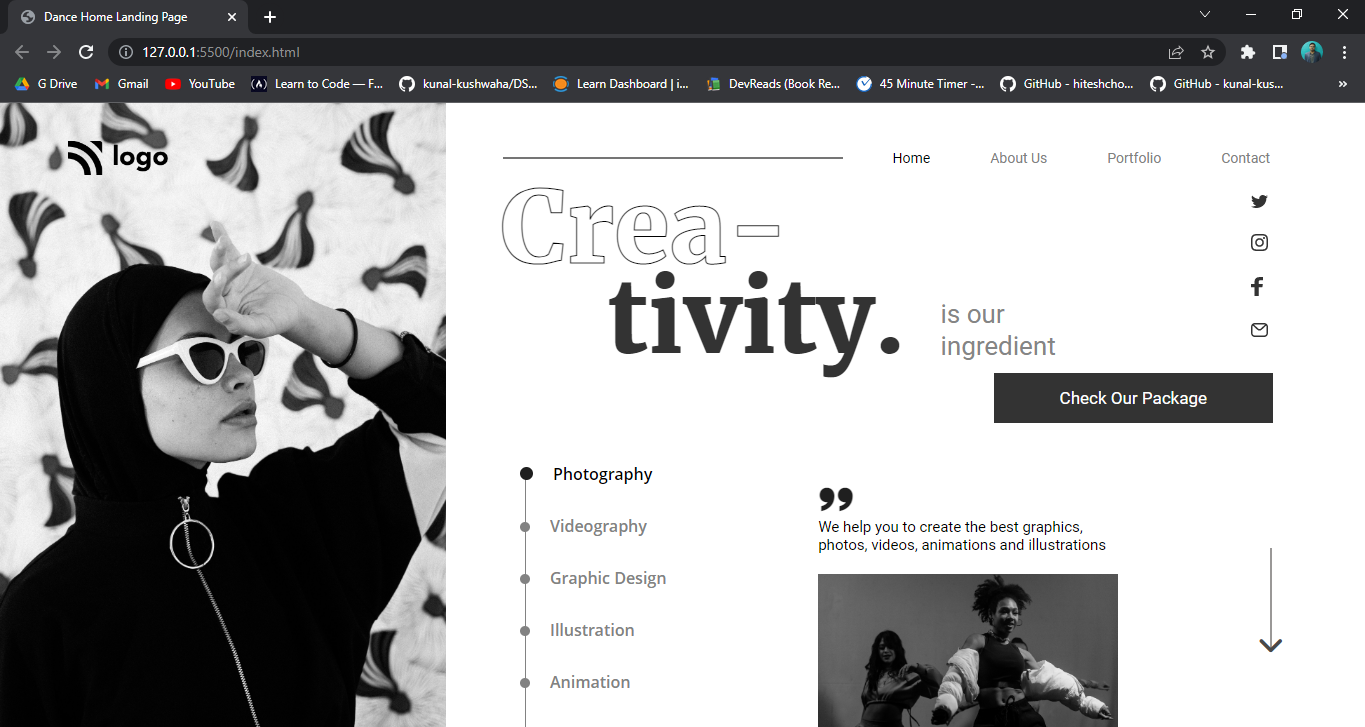 Dance Home Landing Page
127.0.0.1:5500/index.html
G Drive
Gmail
YouTube
Learn to Code — F...
kunal-kushwaha/DS...
Learn Dashboard | i...
DevReads (Book Re...
45 Minute Timer -...
GitHub - hiteshcho...
GitHub - kunal-kus...
logo
Home
About Us
Portfolio
Contact
Crea-
tivity.
is our
ingredient
Check Our Package
Photography
Videography
Graphic Design
Illustration
Animation
We help you to create the best graphics,
photos, videos, animations and illustrations